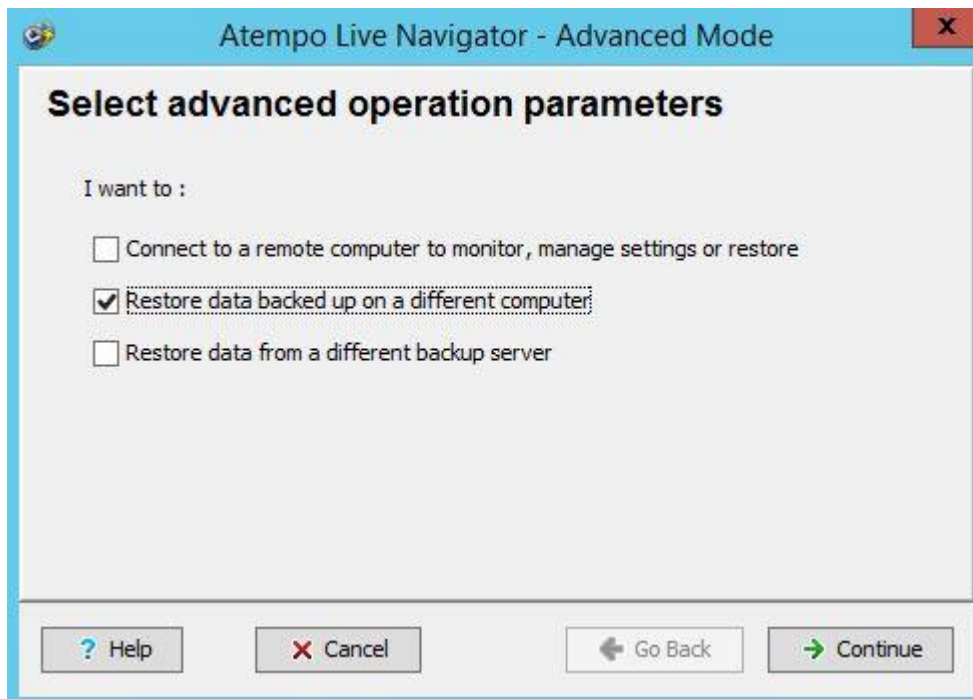 Atempo Live Navigator - Advanced Mode
x
Select advanced operation parameters
I want to :
Connect to a remote computer to monitor, manage settings or restore
Restore data backed up on a different computer
Restore data from a different backup server
? Help
Cancel
Go Back
Continue